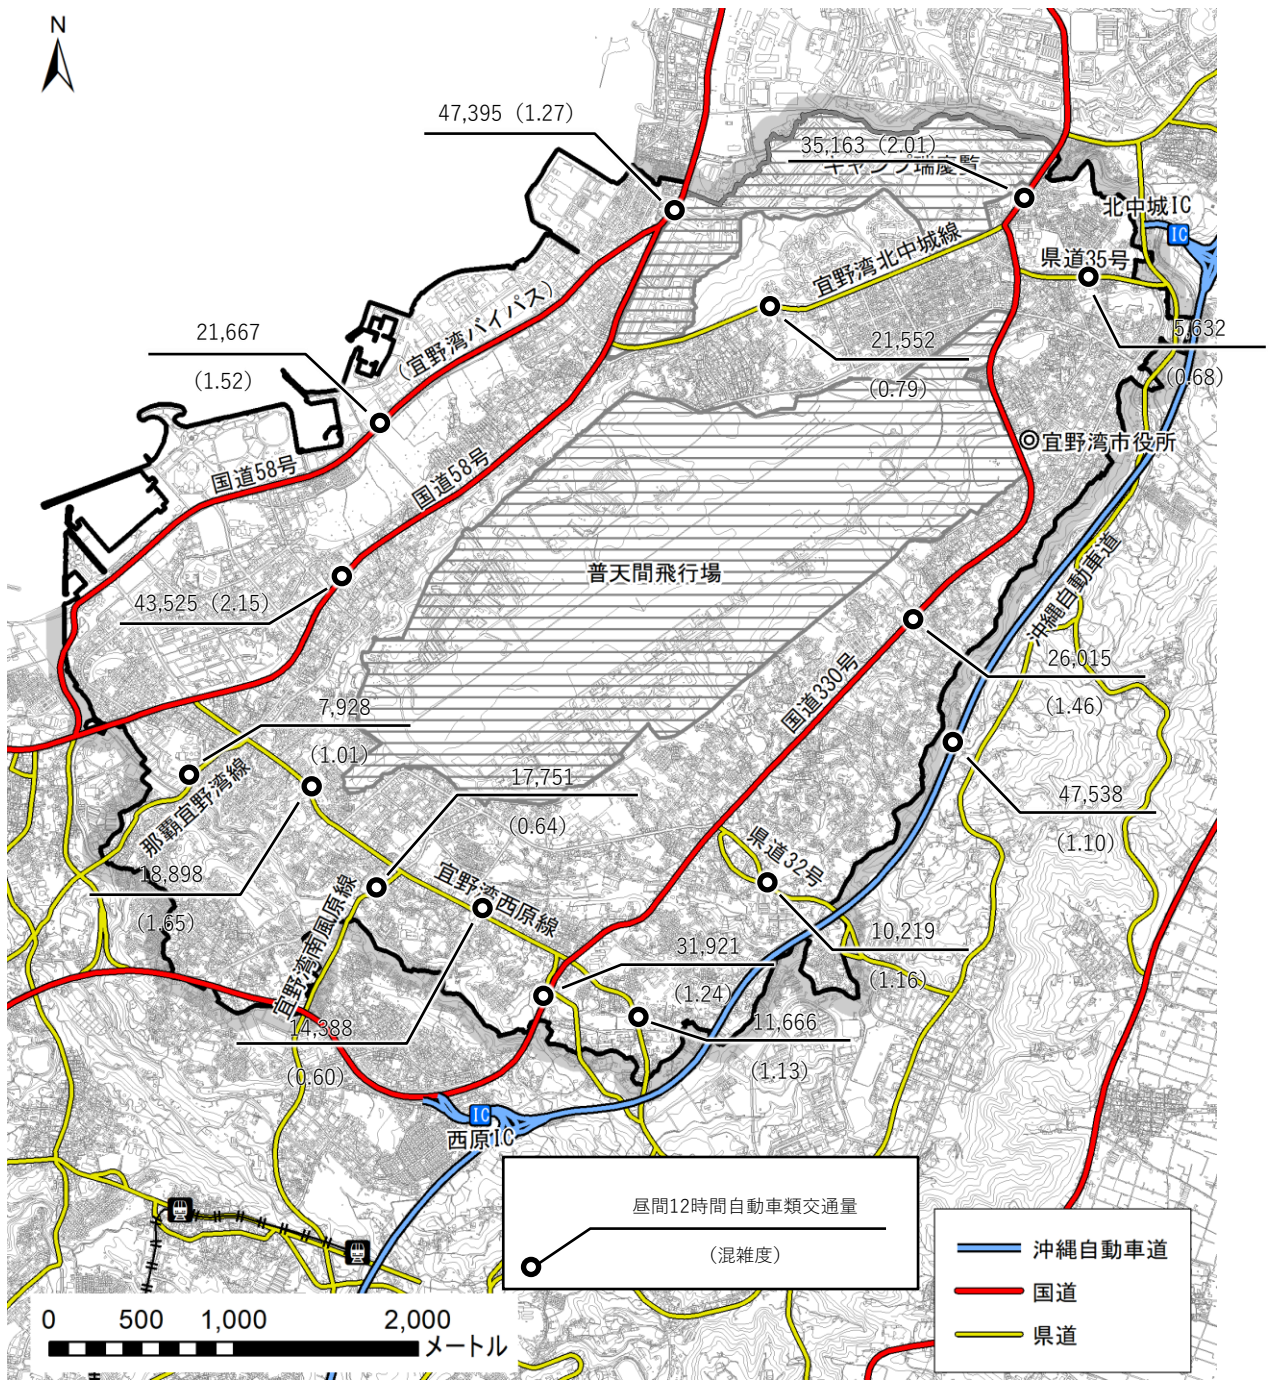 N
47,395（1.27）
35,163（2.01）
キャンプ瑞慶覧
北中城IC
IC
宜野湾北中城線
県道35号
21,667
（1.52）
（宜野湾バイパス）
21,552
（0.79）
5,632
（0.68）
国道58号
国道58号
宜野湾市役所
普天間飛行場
沖縄自動車道
43,525（2.15）
国道330号
26,015
（1.46）
7,928
（1.01）
那覇宜野湾線
17,751
（0.64）
47,538
（1.10）
18,898
（1.65）
宜野湾南風原線
宜野湾西原線
県道32号
10,219
（1.16）
31,921
（1.24）
14,388
（0.60）
11,666
（1.13）
IC
西原IC
昼間12時間自動車類交通量
（混雑度）
沖縄自動車道
国道
県道
0 500 1,000 2,000
メートル